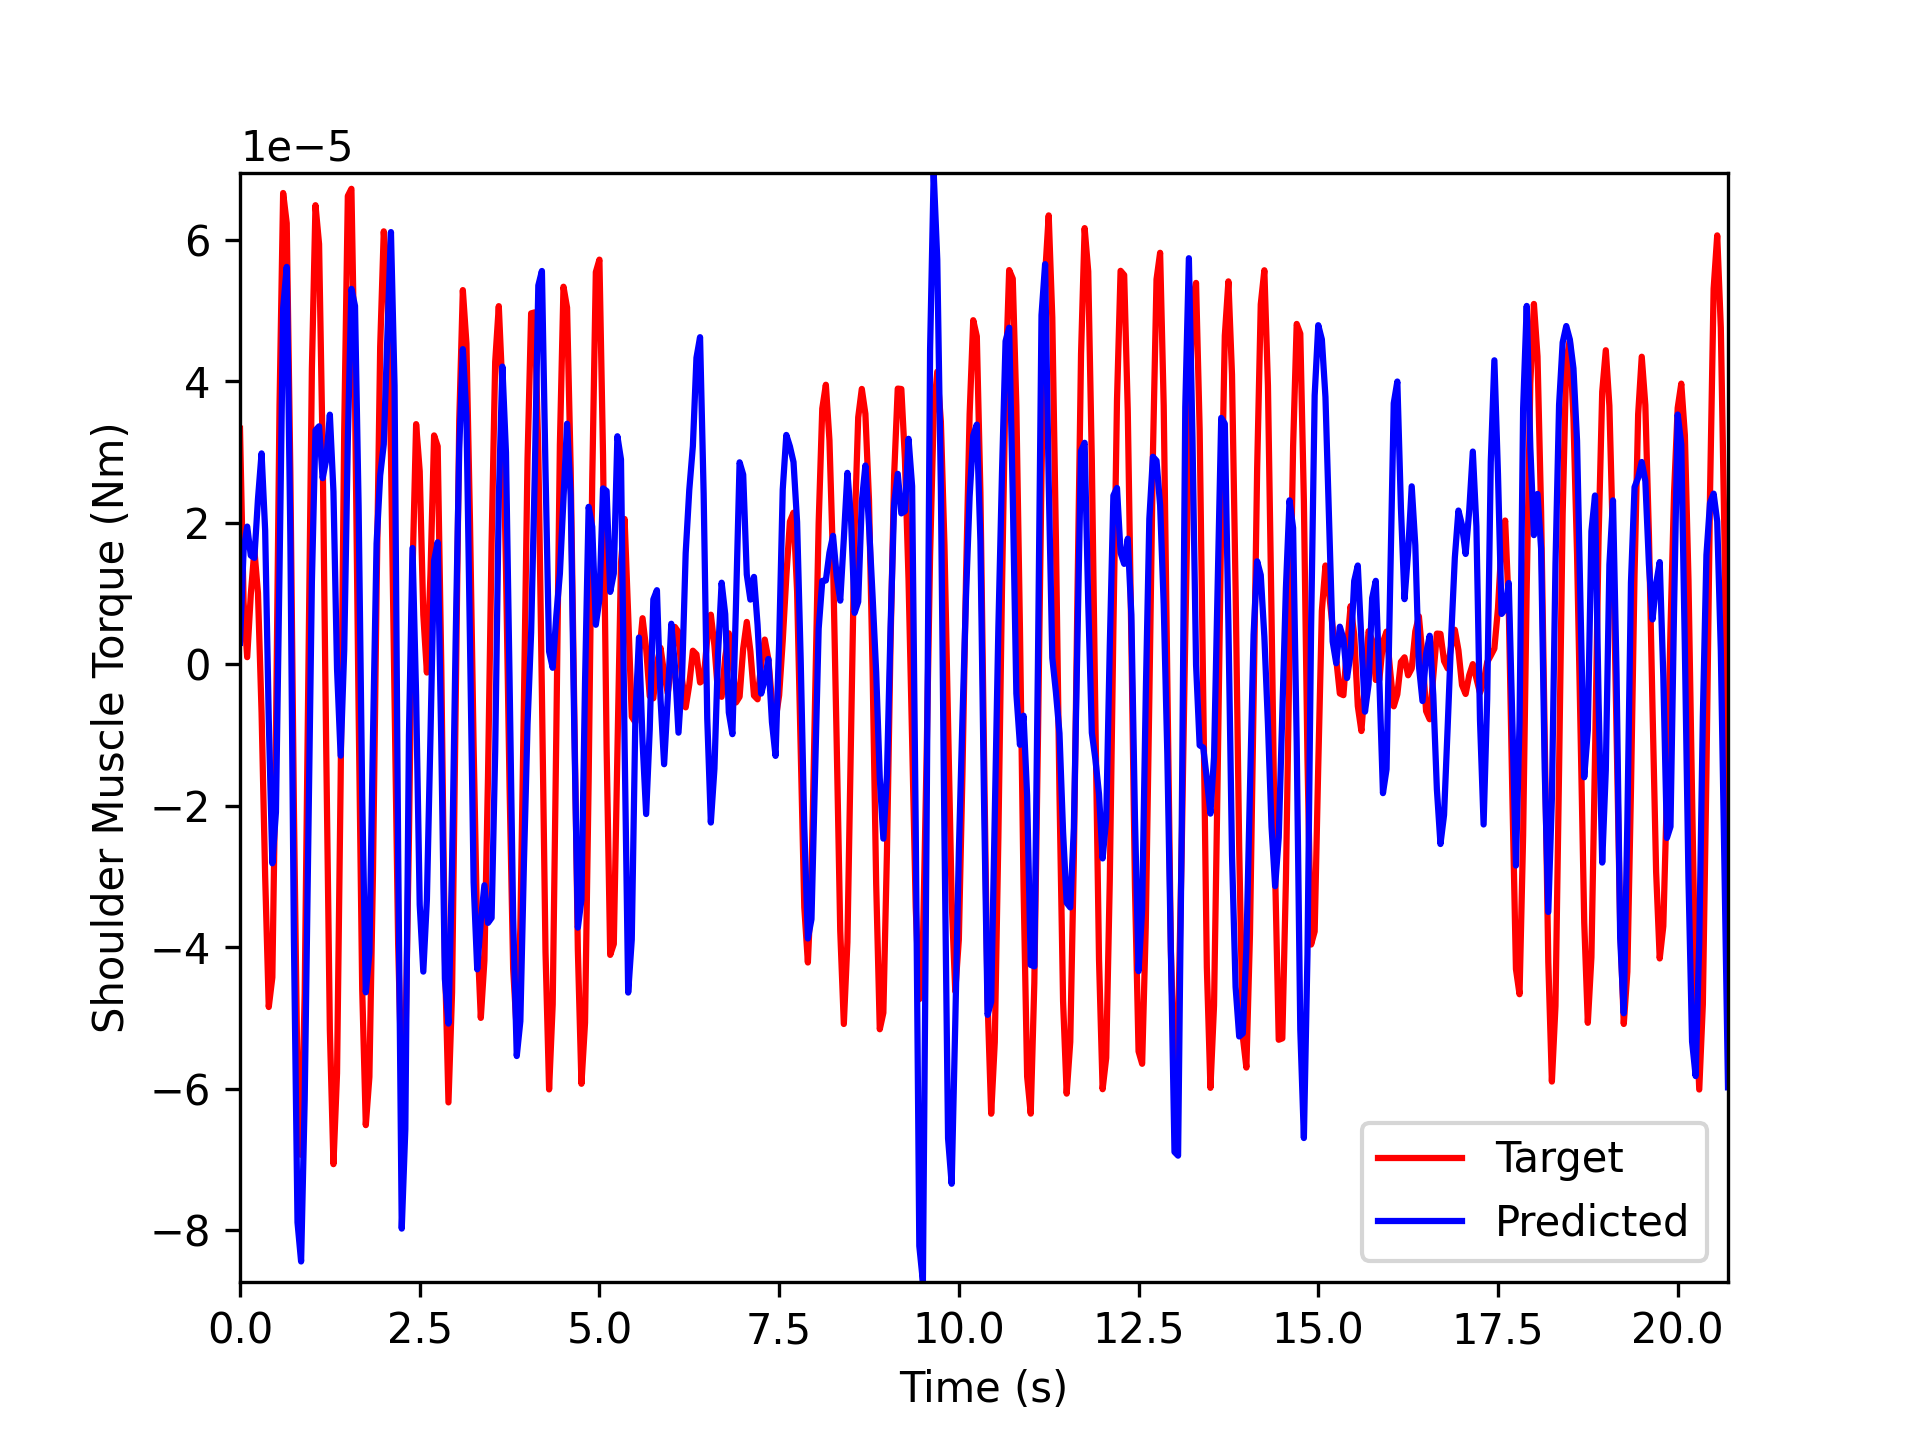 1e−5
6
4
2
0
−2
−4
−6
−8
Shoulder Muscle Torque (Nm)
Target
Predicted
0.0 2.5 5.0 7.5 10.0 12.5 15.0 17.5 20.0
Time (s)